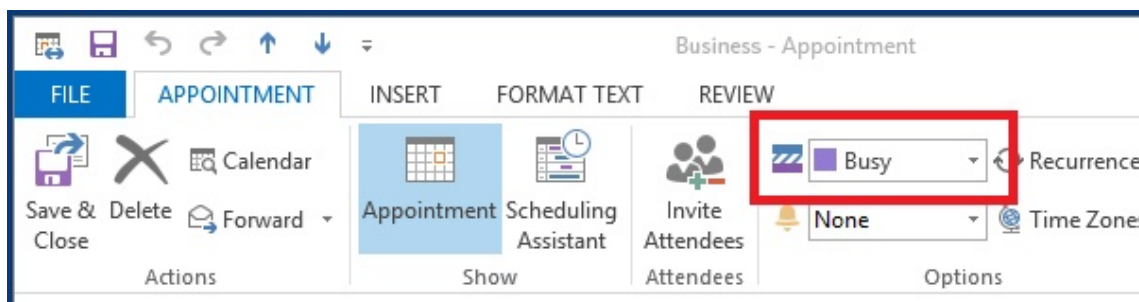 Business - Appointment
FILE APPOINTMENT INSERT FORMAT TEXT REVIEW
Save & Close
Delete
Calendar
Forward
Actions
Appointment
Scheduling Assistant
Show
Invite Attendees
Attendees
Busy
Recurrence
None
Time Zones
Options